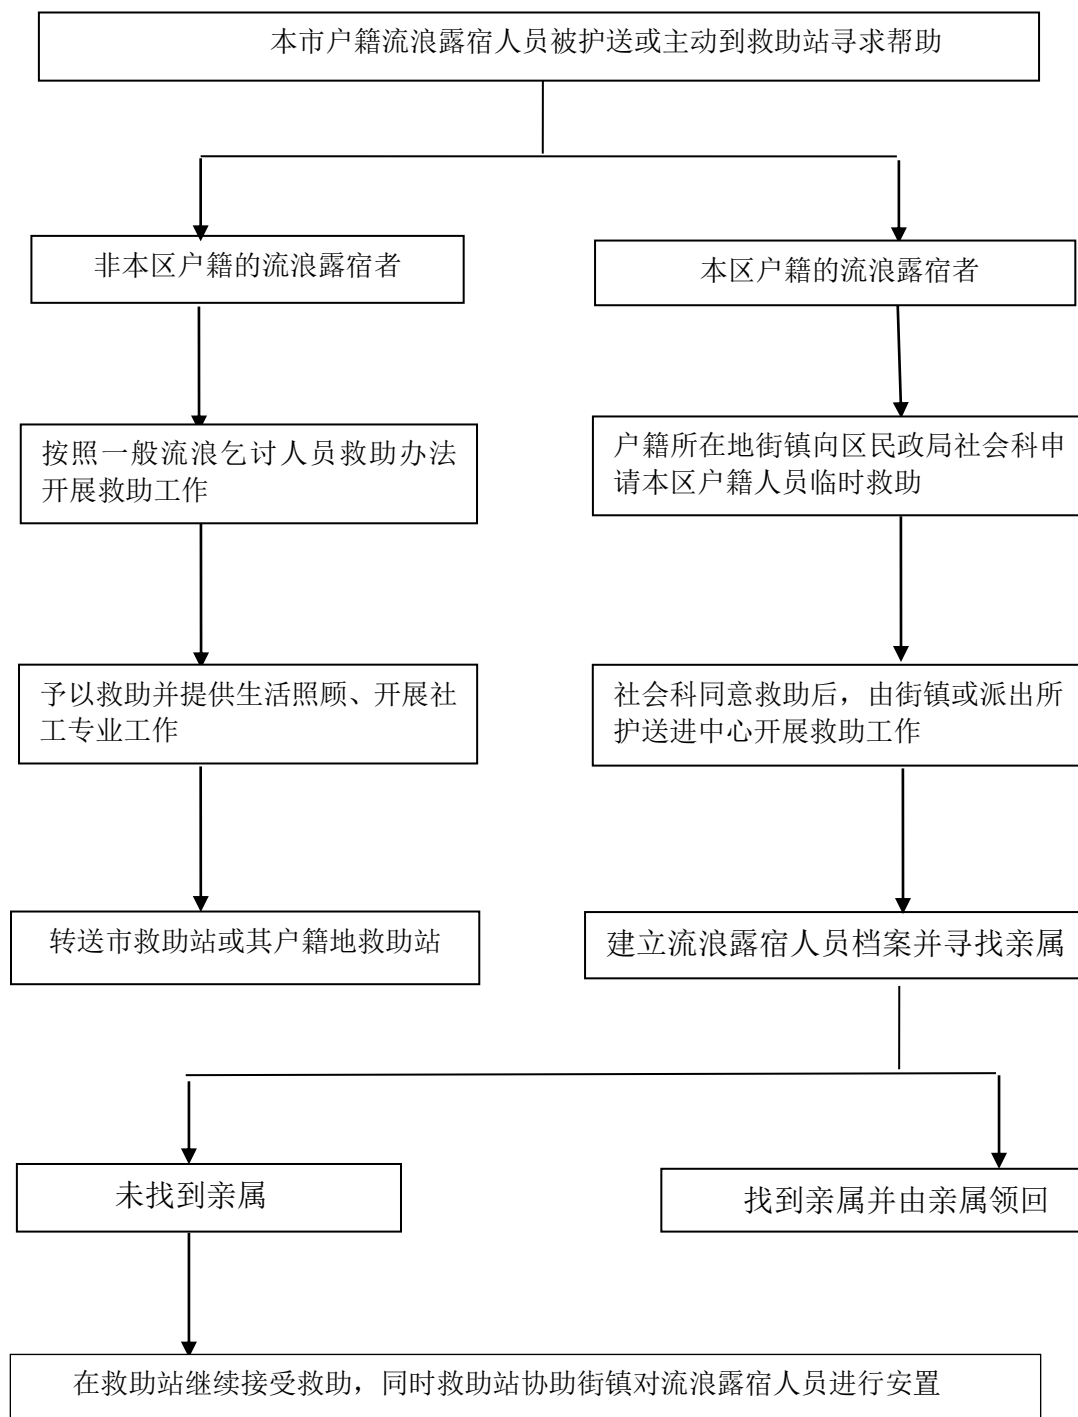 本市户籍流浪露宿人员被护送或主动到救助站寻求帮助
非本区户籍的流浪露宿者
本区户籍的流浪露宿者
按照一般流浪乞讨人员救助办法
开展救助工作
户籍所在地街镇向区民政局社会科申
请本区户籍人员临时救助
予以救助并提供生活照顾、开展社
工专业工作
社会科同意救助后，由街镇或派出所
护送进中心开展救助工作
转送市救助站或其户籍地救助站
建立流浪露宿人员档案并寻找亲属
未找到亲属
找到亲属并由亲属领回
在救助站继续接受救助，同时救助站协助街镇对流浪露宿人员进行安置